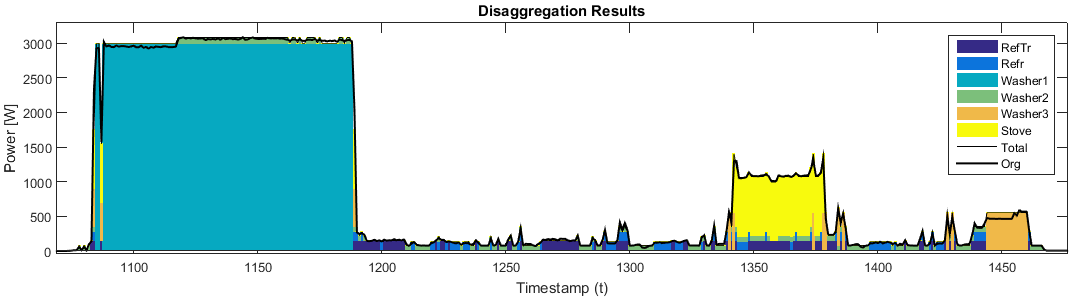 Disaggregation Results
Power [W]
3000
2500
2000
1500
1000
500
0
RefTr
Refr
Washer1
Washer2
Washer3
Stove
Total
Org
1100
1150
1200
1250
1300
1350
1400
1450
Timestamp (t)